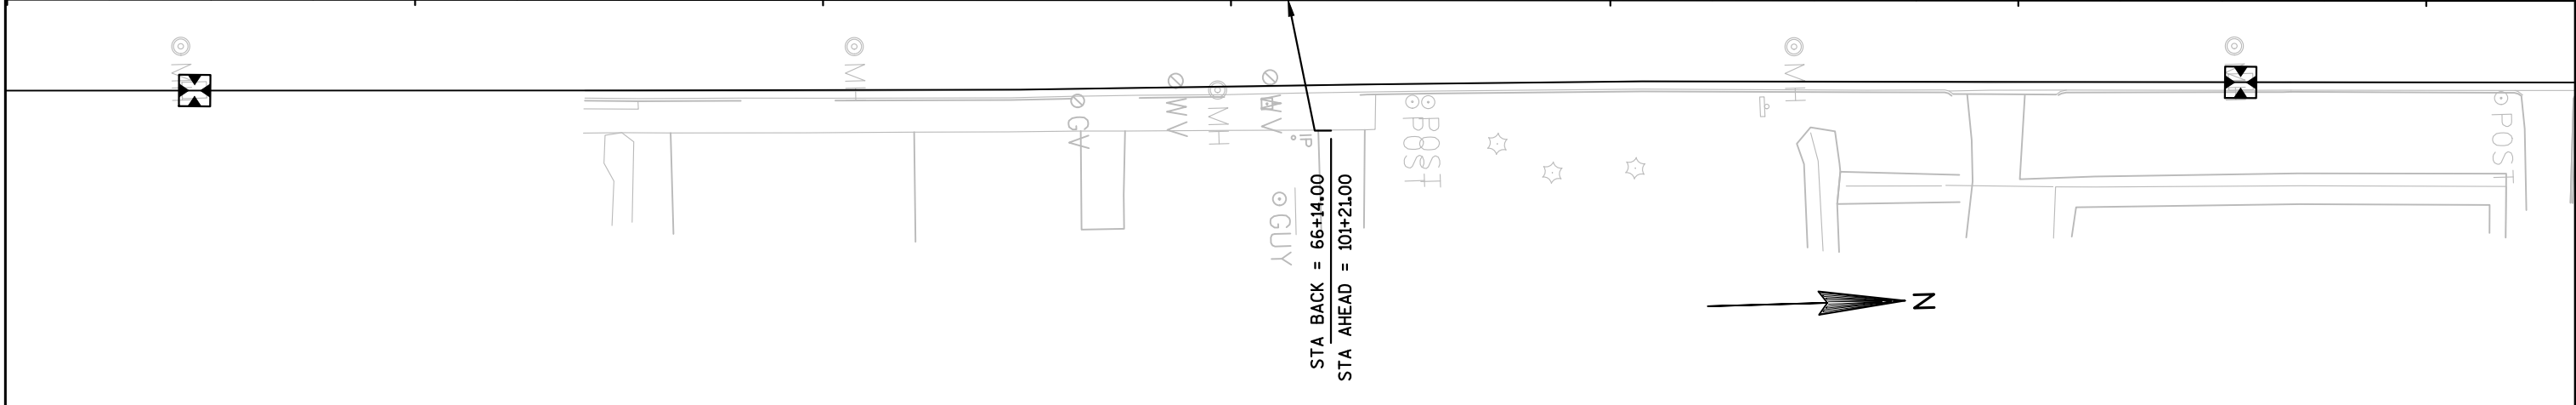 MH
MH
GV
WV
MH
WV
IP
GUY
STA BACK = 66+14.00
STA AHEAD = 101+21.00
POST
POST
MH
N
POST